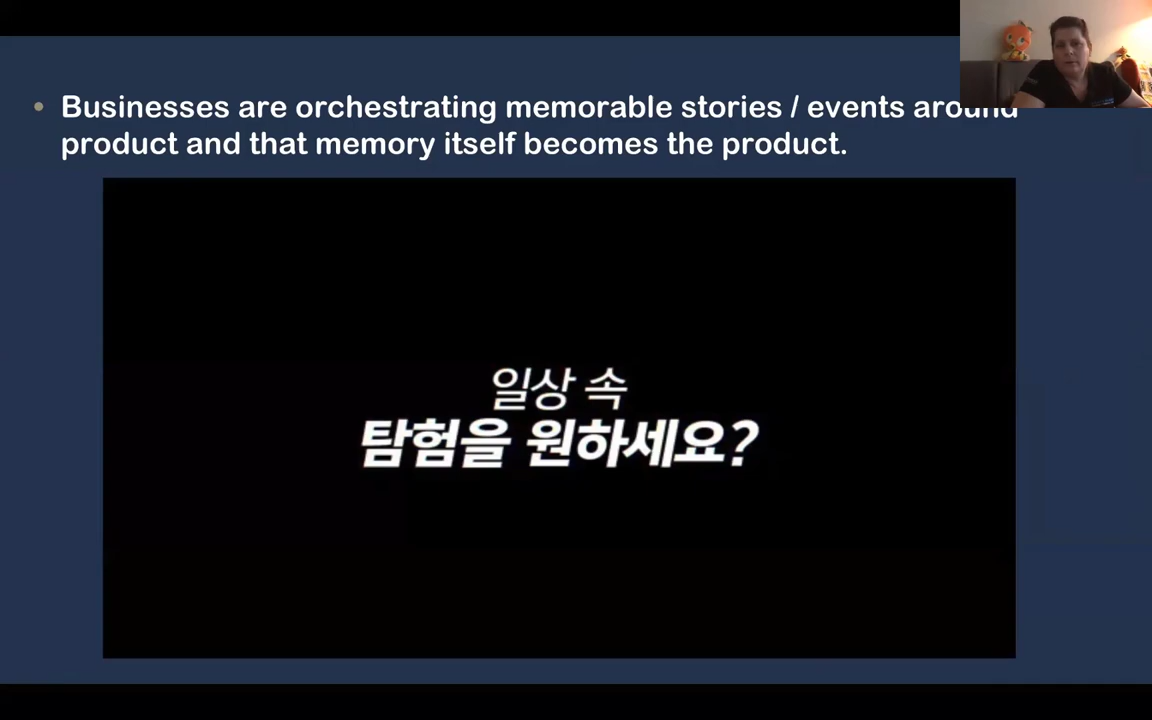 • Businesses are orchestrating memorable stories / events around
product and that memory itself becomes the product.
일상 속
탐험을 원하세요?